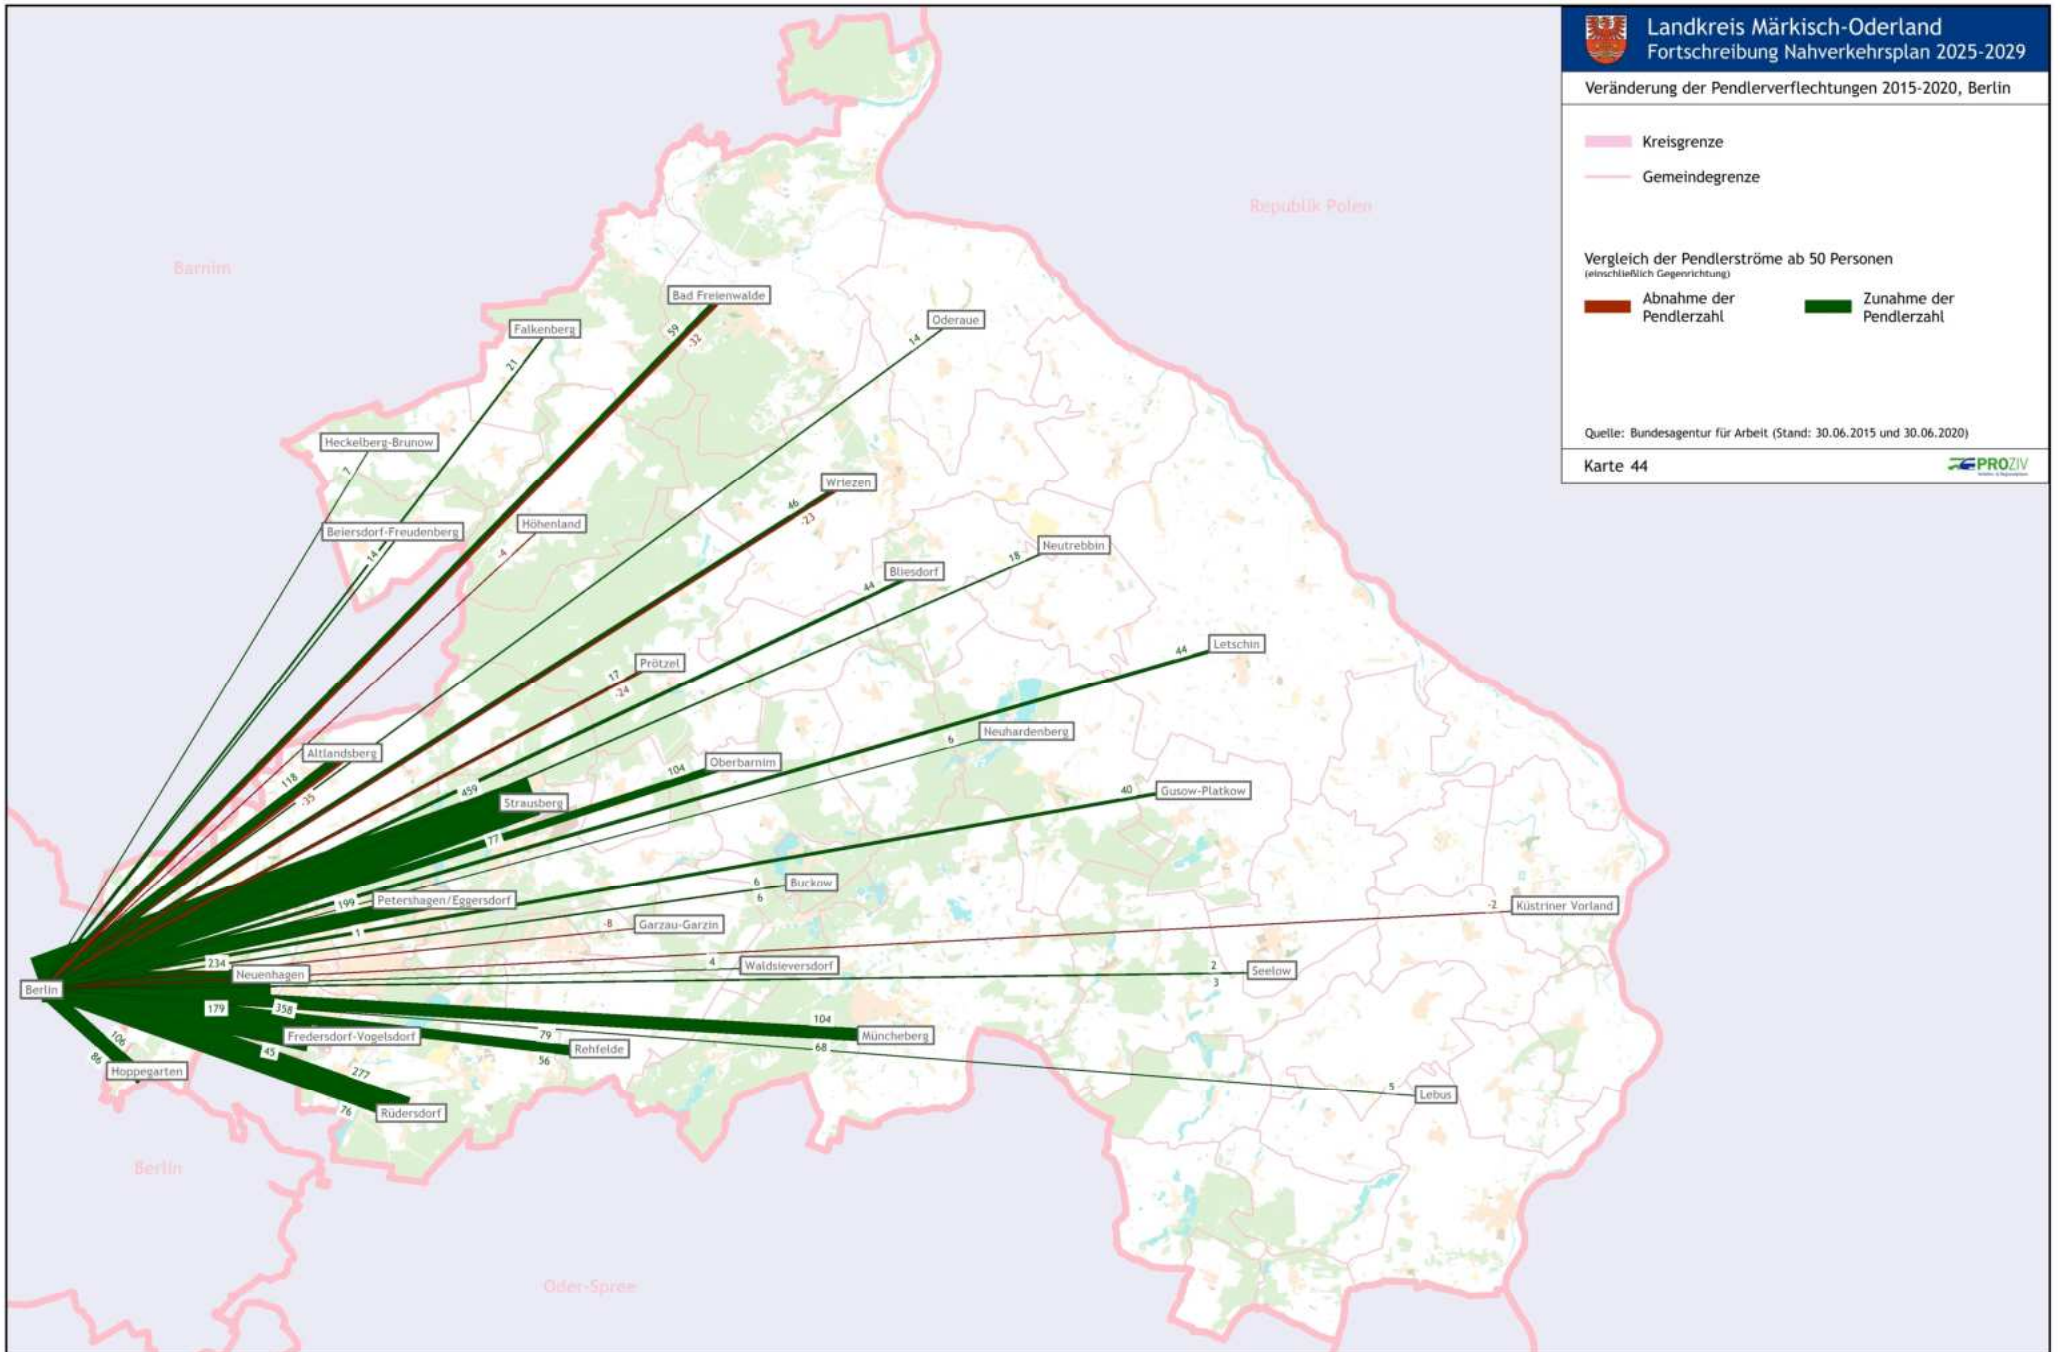 Landkreis Märkisch-Oderland
Fortschreibung Nahverkehrsplan 2025-2029
Veränderung der Pendlerverflechtungen 2015-2020, Berlin
Kreisgrenze
Gemeindegrenze
Vergleich der Pendlerströme ab 50 Personen
(einschließlich Gegenrichtung)
Abnahme der
Pendlerzahl
Zunahme der
Pendlerzahl
Quelle: Bundesagentur für Arbeit (Stand: 30.06.2015 und 30.06.2020)
Karte 44
PROZIV
Republik Polen
Barnim
Bad Freienwalde
59
-32
Falkenberg
21
Oderaue
14
Heckelberg-Brunow
7
Wriezen
46
-23
Beiersdorf-Freudenberg
14
Höhenland
-4
Neutrebbin
18
Bliesdorf
44
Letschin
44
Prötzel
17
-24
Neuhardenberg
6
Altlandsberg
118
-35
Oberbarnim
104
77
Strausberg
459
Gusow-Platkow
40
Buckow
6
6
Petershagen/Eggersdorf
199
1
Küstriner Vorland
-2
Garzau-Garzin
-8
Waldsieversdorf
4
Seelow
2
3
Neuenhagen
234
179
Berlin
358
Fredersdorf-Vogelsdorf
45
Müncheberg
104
68
Rehfelde
79
56
Hoppegarten
106
86
Rüdersdorf
277
76
Lebus
5
Berlin
Oder-Spree